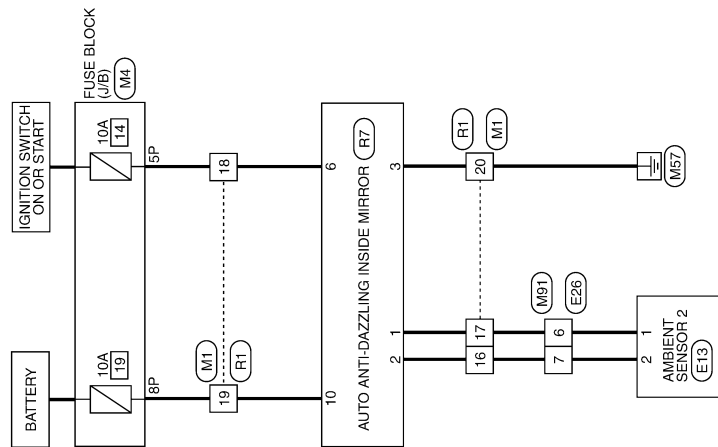 IGNITION SWITCH
ON OR START
BATTERY
FUSE BLOCK
(J/B)
M4
10A
19
10A
14
8P
5P
M1
R1
19
18
10
6
AUTO ANTI-DAZZLING INSIDE MIRROR
R7
2
1
3
R1
M1
16
17
20
M91
E26
7
6
2
1
AMBIENT
SENSOR 2
E13
M57